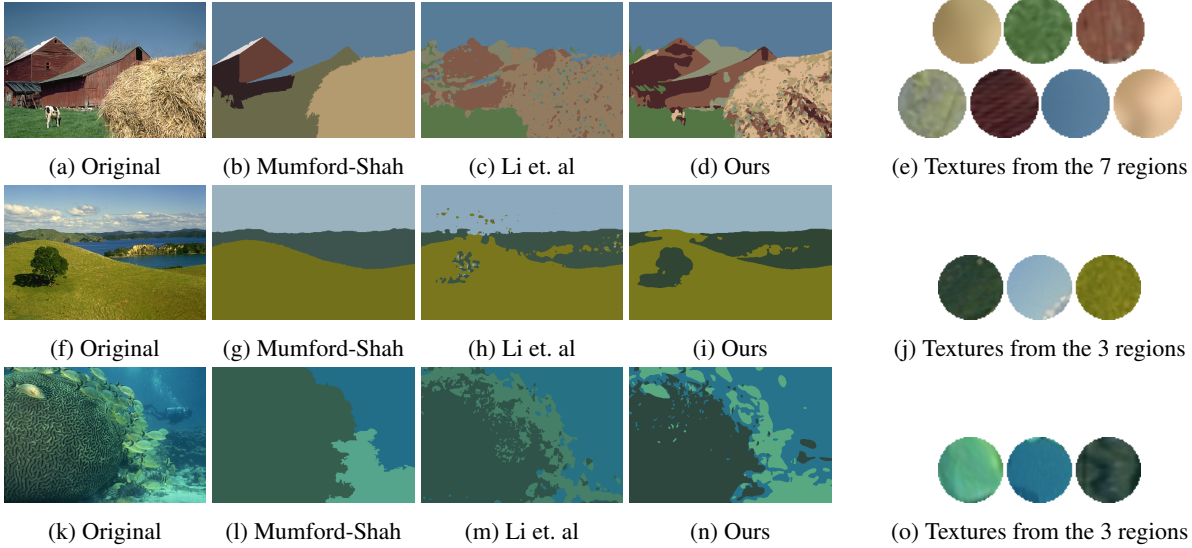 (a) Original
(b) Mumford-Shah
(c) Li et. al
(d) Ours
(e) Textures from the 7 regions
(f) Original
(g) Mumford-Shah
(h) Li et. al
(i) Ours
(j) Textures from the 3 regions
(k) Original
(l) Mumford-Shah
(m) Li et. al
(n) Ours
(o) Textures from the 3 regions